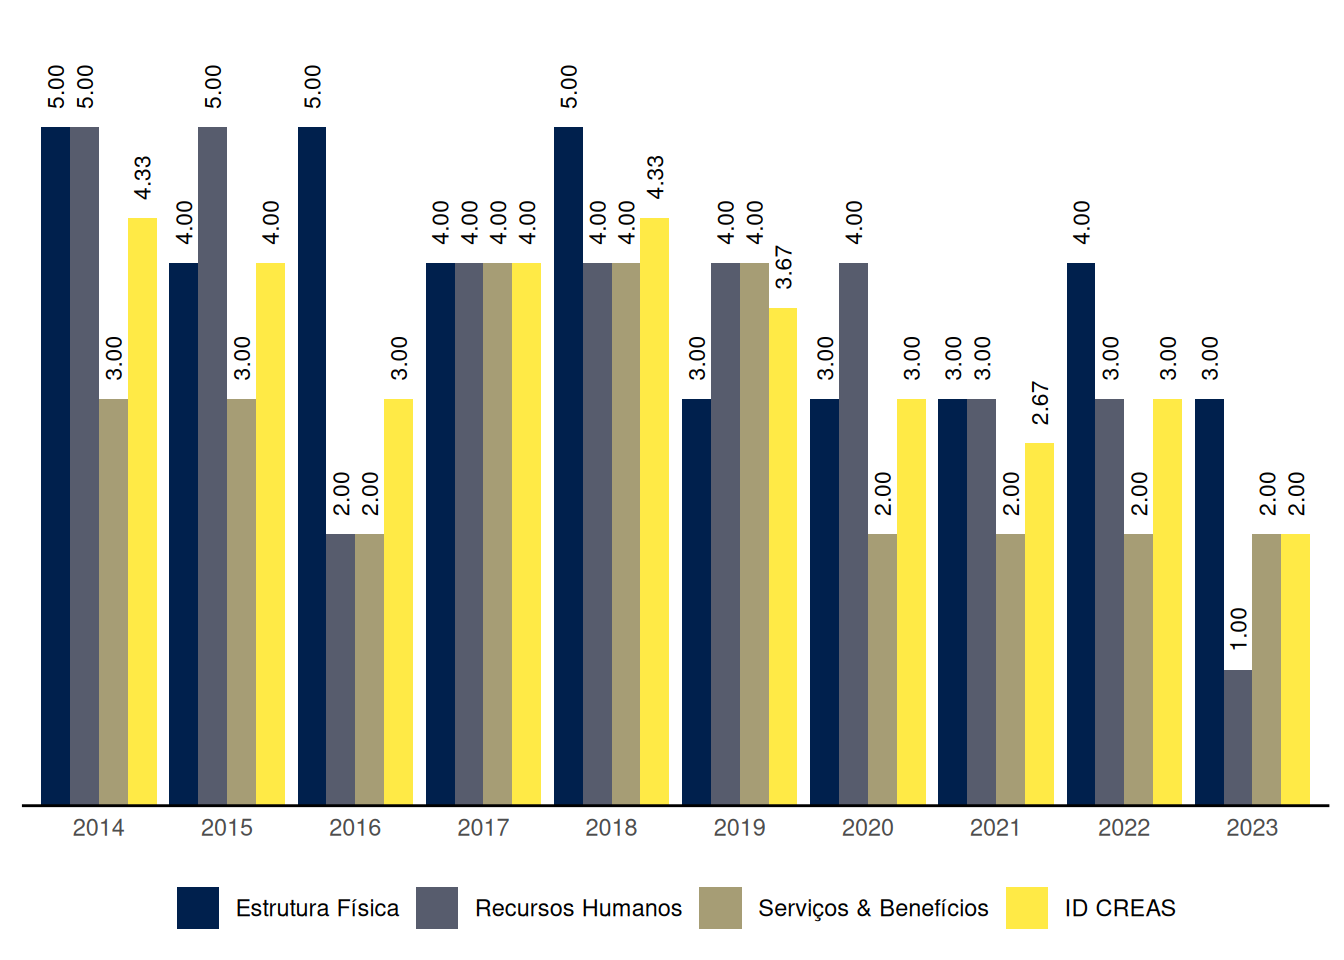 5.00 5.00 5.00 5.00 5.00
4.33 4.33
4.00 4.00 4.00 4.00 4.00 4.00 4.00 4.00 4.00 4.00 4.00 4.00
3.67
3.00 3.00 3.00 3.00 3.00 3.00 3.00 3.00 3.00 3.00 3.00
2.67
2.00 2.00 2.00 2.00 2.00 2.00 2.00
1.00
2014 2015 2016 2017 2018 2019 2020 2021 2022 2023
Estrutura Física Recursos Humanos Serviços & Benefícios ID CREAS